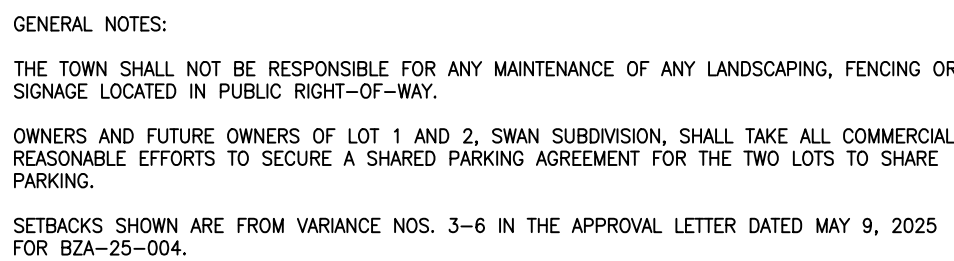 GENERAL NOTES:
THE TOWN SHALL NOT BE RESPONSIBLE FOR ANY MAINTENANCE OF ANY LANDSCAPING, FENCING OR
SIGNAGE LOCATED IN PUBLIC RIGHT-OF-WAY.
OWNERS AND FUTURE OWNERS OF LOT 1 AND 2, SWAN SUBDIVISION, SHALL TAKE ALL COMMERCIAL
REASONABLE EFFORTS TO SECURE A SHARED PARKING AGREEMENT FOR THE TWO LOTS TO SHARE
PARKING.
SETBACKS SHOWN ARE FROM VARIANCE NOS. 3-6 IN THE APPROVAL LETTER DATED MAY 9, 2025
FOR BZA-25-004.